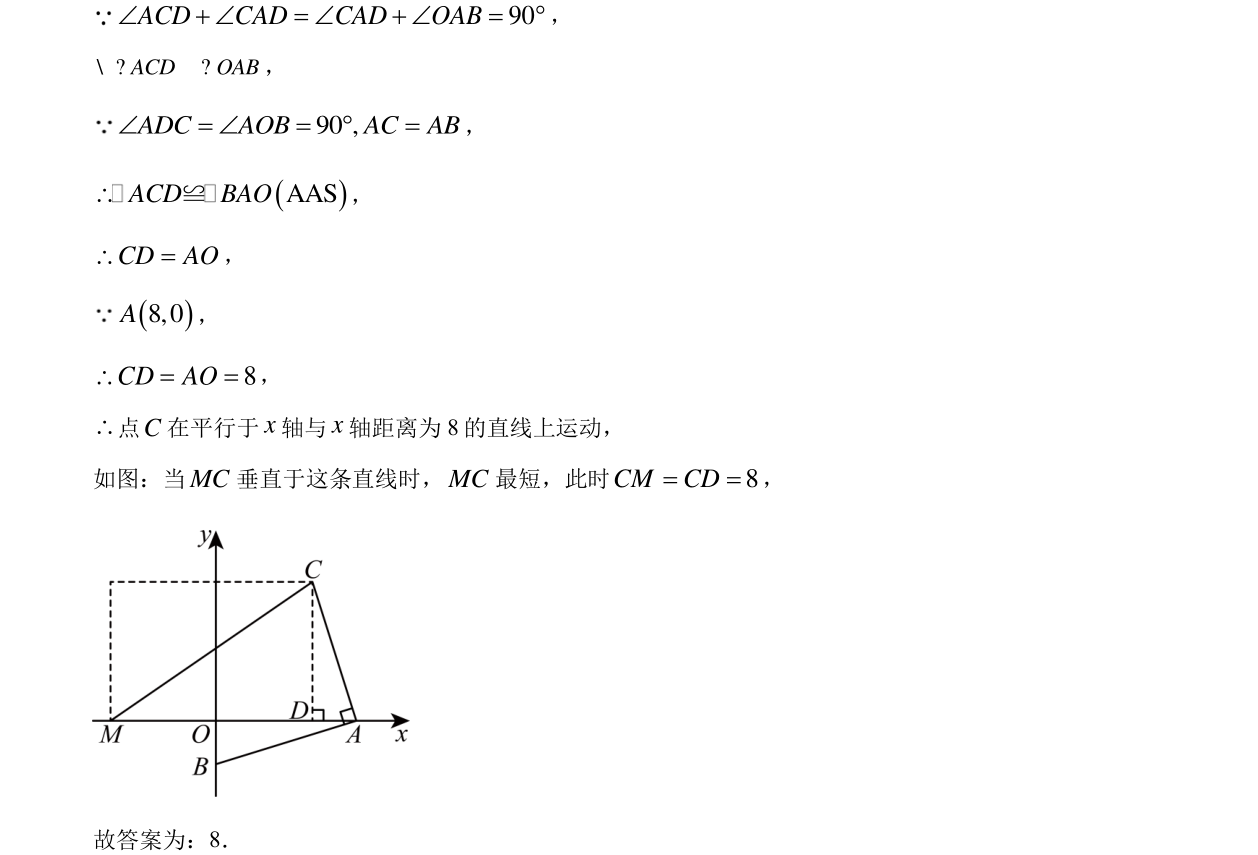 ∵∠ACD+∠CAD=∠CAD+∠OAB=90°，
\ ?ACD ?OAB，
∵∠ADC=∠AOB=90°,AC=AB，
∴□ACD≌□BAO(AAS)，
∴CD=AO，
∵A(8,0)，
∴CD=AO=8，
∴点C在平行于x轴与x轴距离为8的直线上运动，
如图：当MC垂直于这条直线时，MC最短，此时CM=CD=8，
y
C
D
M O A x
B
故答案为：8．